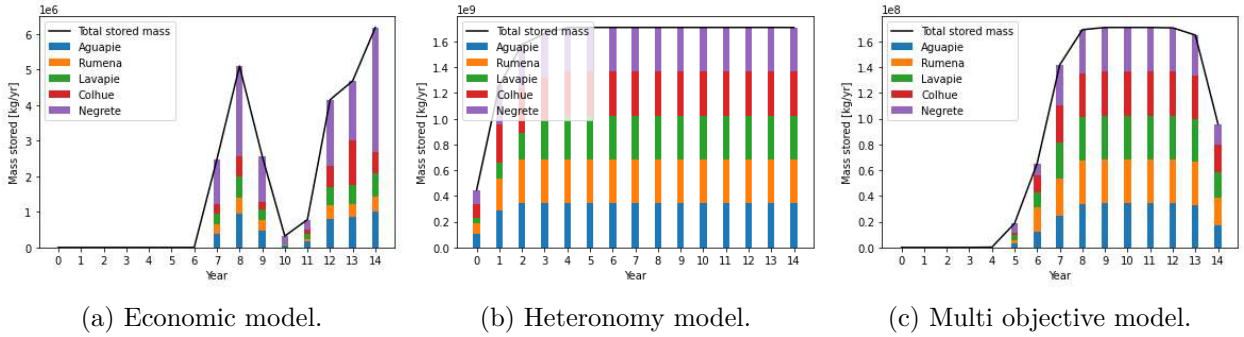 1e6
Mass stored [kg/yr]
6
5
4
3
2
1
0
Total stored mass
Aguapie
Rumena
Lavapie
Colhue
Negrete
0 1 2 3 4 5 6 7 8 9 10 11 12 13 14
Year
(a) Economic model.
1e9
Mass stored [kg/yr]
1.6
1.4
1.2
1.0
0.8
0.6
0.4
0.2
0.0
Total stored mass
Aguapie
Rumena
Lavapie
Colhue
Negrete
0 1 2 3 4 5 6 7 8 9 10 11 12 13 14
Year
(b) Heteronomy model.
1e8
Mass stored [kg/yr]
1.6
1.4
1.2
1.0
0.8
0.6
0.4
0.2
0.0
Total stored mass
Aguapie
Rumena
Lavapie
Colhue
Negrete
0 1 2 3 4 5 6 7 8 9 10 11 12 13 14
Year
(c) Multi objective model.